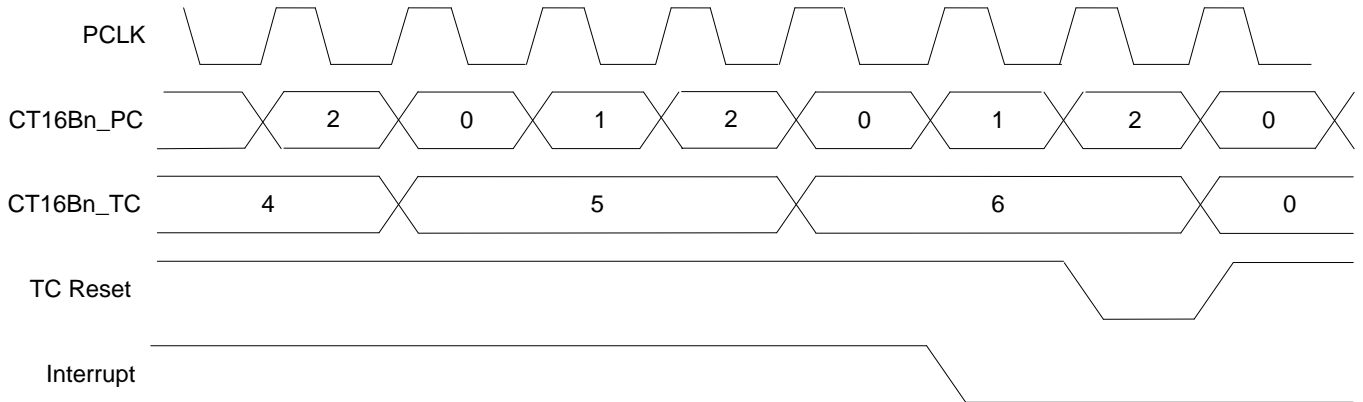 PCLK
CT16Bn_PC 2 0 1 2 0 1 2 0
CT16Bn_TC 4 5 6 0
TC Reset
Interrupt